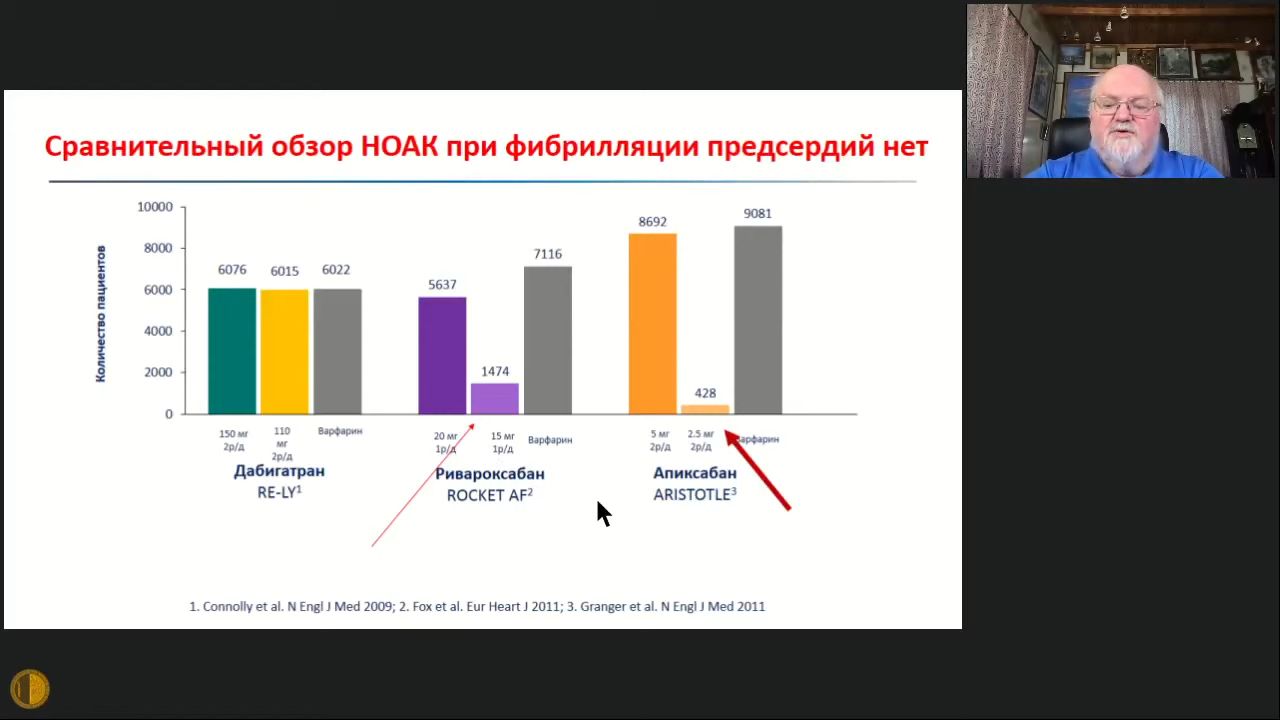 Сравнительный обзор НОАК при фибрилляции предсердий нет
Количество пациентов
10000
8000
6000
4000
2000
0
6076
6015
6022
5637
1474
7116
8692
428
9081
150 мг
2р/д
110
мг
2р/д
Варфарин
20 мг
1р/д
15 мг
1р/д
Варфарин
5 мг
2р/д
2.5 мг
2р/д
арфарин
Дабигатран
RE-LY¹
Ривароксабан
ROCKET AF²
Апиксабан
ARISTOTLE³
1. Connolly et al. N Engl J Med 2009; 2. Fox et al. Eur Heart J 2011; 3. Granger et al. N Engl J Med 2011